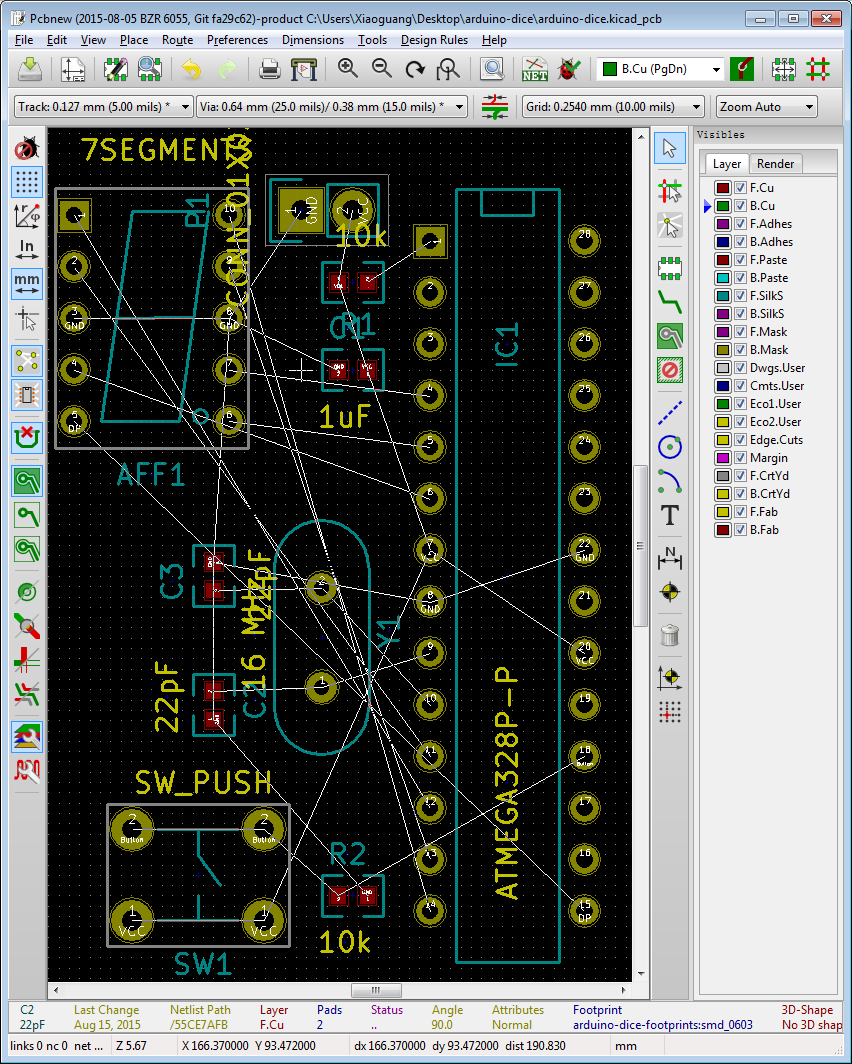 Pcbnew (2015-08-05 BZR 6055, Git fa29c62)-product C:\Users\Xiaoguang\Desktop\arduino-dice\arduino-dice.kicad_pcb
File Edit View Place Route Preferences Dimensions Tools Design Rules Help
NET B.Cu (PgDn)
Track: 0.127 mm (5.00 mils) * Via: 0.64 mm (25.0 mils)/ 0.38 mm (15.0 mils) * Grid: 0.2540 mm (10.00 mils) Zoom Auto
Visibles
Layer Render
F.Cu
B.Cu
F.Adhes
B.Adhes
F.Paste
B.Paste
F.SilkS
B.SilkS
F.Mask
B.Mask
Dwgs.User
Cmts.User
Eco1.User
Eco2.User
Edge.Cuts
Margin
F.CrtYd
B.CrtYd
F.Fab
B.Fab
In
mm
T
N
7SEGMENTS
P1
1 10
2 9
3 GND 8 GND
4 7
5 DP 6
AFF1
1 GND 2 VCC
10k
R1
1uF
IC1
ATMEGA328P-P
1 28
2 27
3 26
4 25
5 24
6 23
7 VCC 22 GND
8 GND 21
9 20 VCC
10 19
11 18 Button
12 17
13 16
14 15 DP
C3
22pF
16 MHz
Y1
2
1
22pF
C2
SW_PUSH
2 Button 2 Button
1 VCC 1 VCC
SW1
R2
10k
C2 Last Change Netlist Path Layer Pads Status Angle Attributes Footprint 3D-Shape
22pF Aug 15, 2015 /55CE7AFB F.Cu 2 .. 90.0 Normal arduino-dice-footprints:smd_0603 No 3D shap
links 0 nc 0 net ... Z 5.67 X 166.370000 Y 93.472000 dx 166.370000 dy 93.472000 dist 190.830 mm